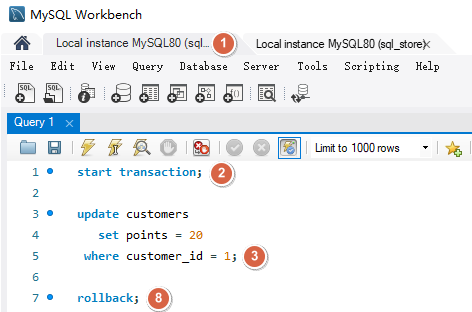 MySQL Workbench
Local instance MySQL80 (sql_... 1 Local instance MySQL80 (sql_store) ×
File Edit View Query Database Server Tools Scripting Help
SQL SQL
Query 1 ×
Limit to 1000 rows
1 start transaction; 2
2
3 update customers
4 set points = 20
5 where customer_id = 1; 3
6
7 rollback; 8